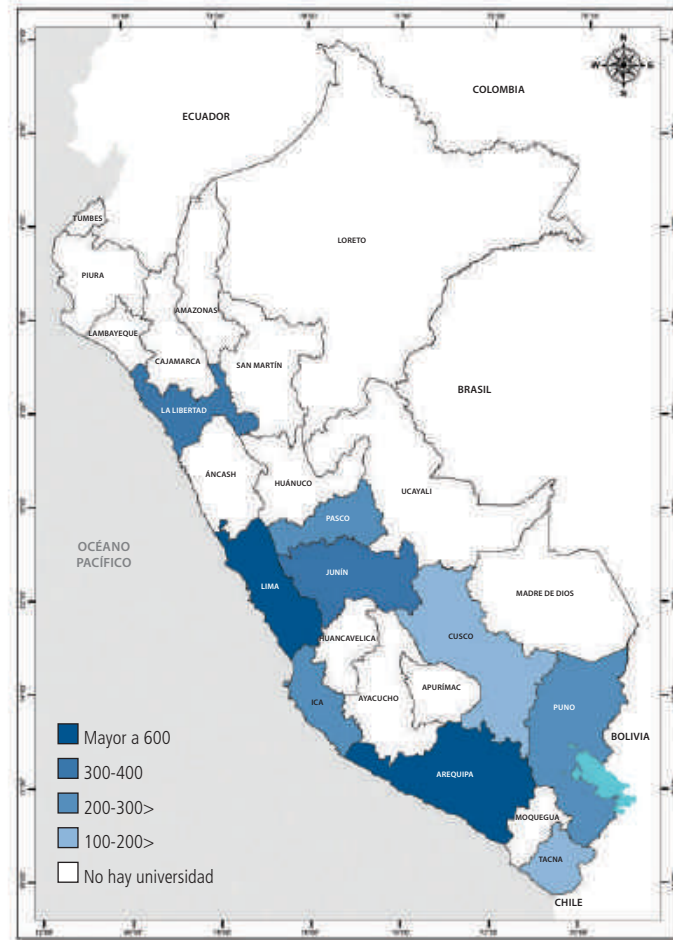 N
W
E
COLOMBIA
ECUADOR
TUMBES
LORETO
PIURA
AMAZONAS
LAMBAYEQUE
CAJAMARCA
SAN MARTÍN
BRASIL
LA LIBERTAD
ÁNCASH
HUÁNUCO
UCAYALI
PASCO
OCÉANO
PACÍFICO
LIMA
JUNÍN
MADRE DE DIOS
HUANCAVELICA
CUSCO
APURÍMAC
AYACUCHO
ICA
PUNO
BOLIVIA
AREQUIPA
MOQUEGUA
TACNA
CHILE
Mayor a 600
300-400
200-300>
100-200>
No hay universidad